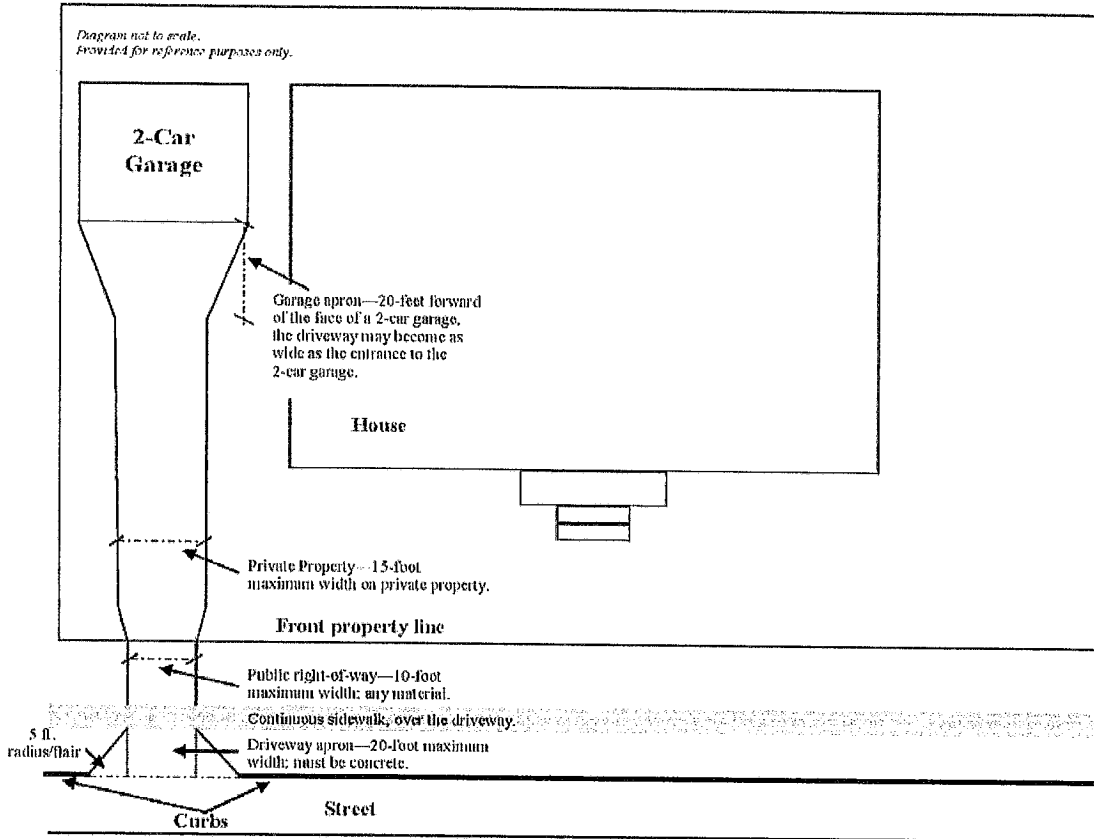 Diagram not to scale.
Provided for reference purposes only.
2-Car
Garage
Garage apron—20-feet forward
of the face of a 2-car garage,
the driveway may become as
wide as the entrance to the
2-car garage.
House
Private Property—15-foot
maximum width on private property.
Front property line
Public right-of-way—10-foot
maximum width; any material.
Continuous sidewalk, over the driveway.
5 ft.
radius/flair
Driveway apron—20-foot maximum
width; must be concrete.
Curbs
Street